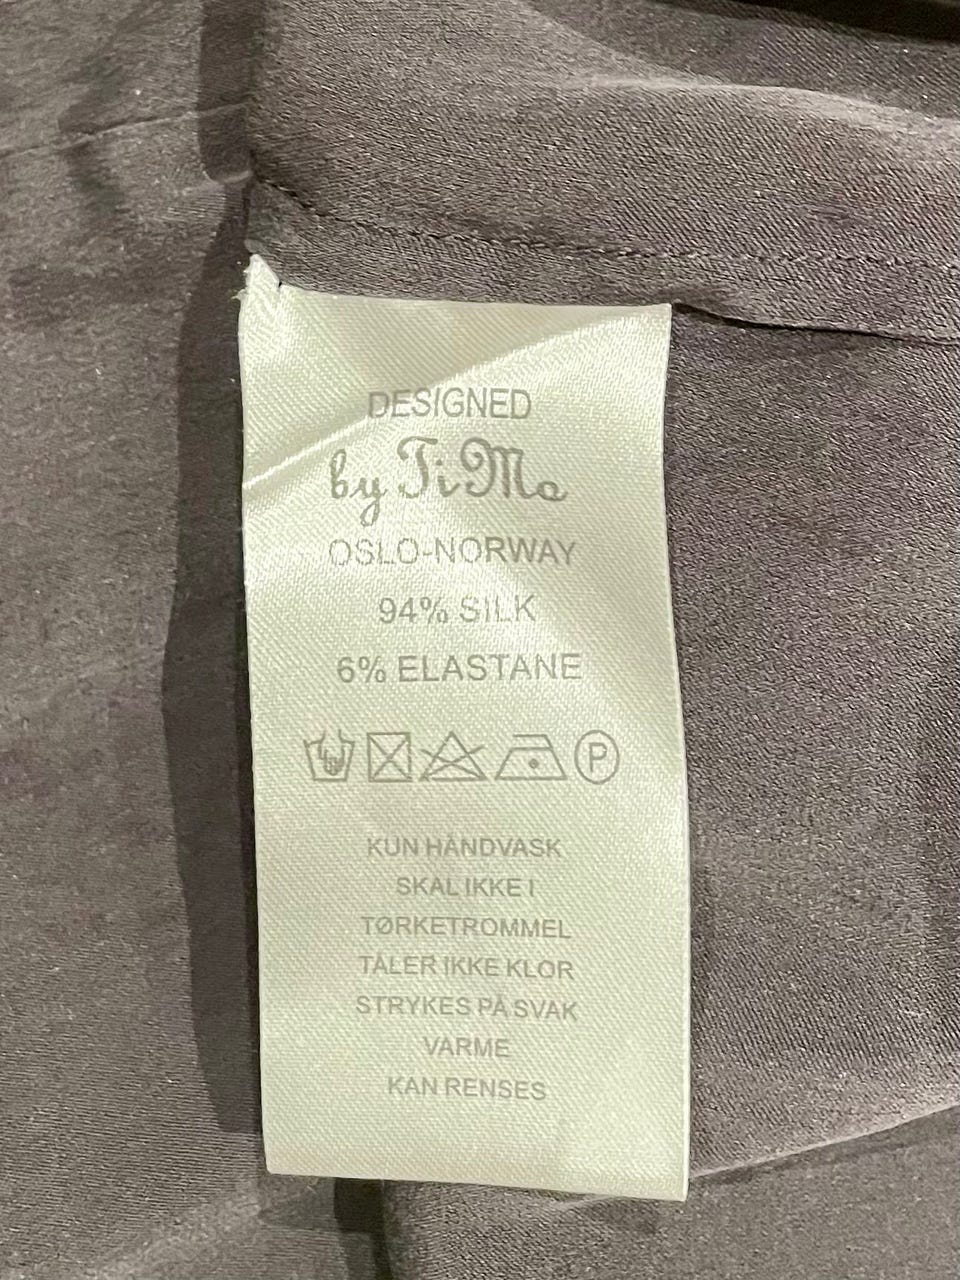 DESIGNED
by TiMo
OSLO-NORWAY
94% SILK
6% ELASTANE
P
KUN HÅNDVASK
SKAL IKKE I
TØRKETROMMEL
TÅLER IKKE KLOR
STRYKES PÅ SVAK
VARME
KAN RENSES